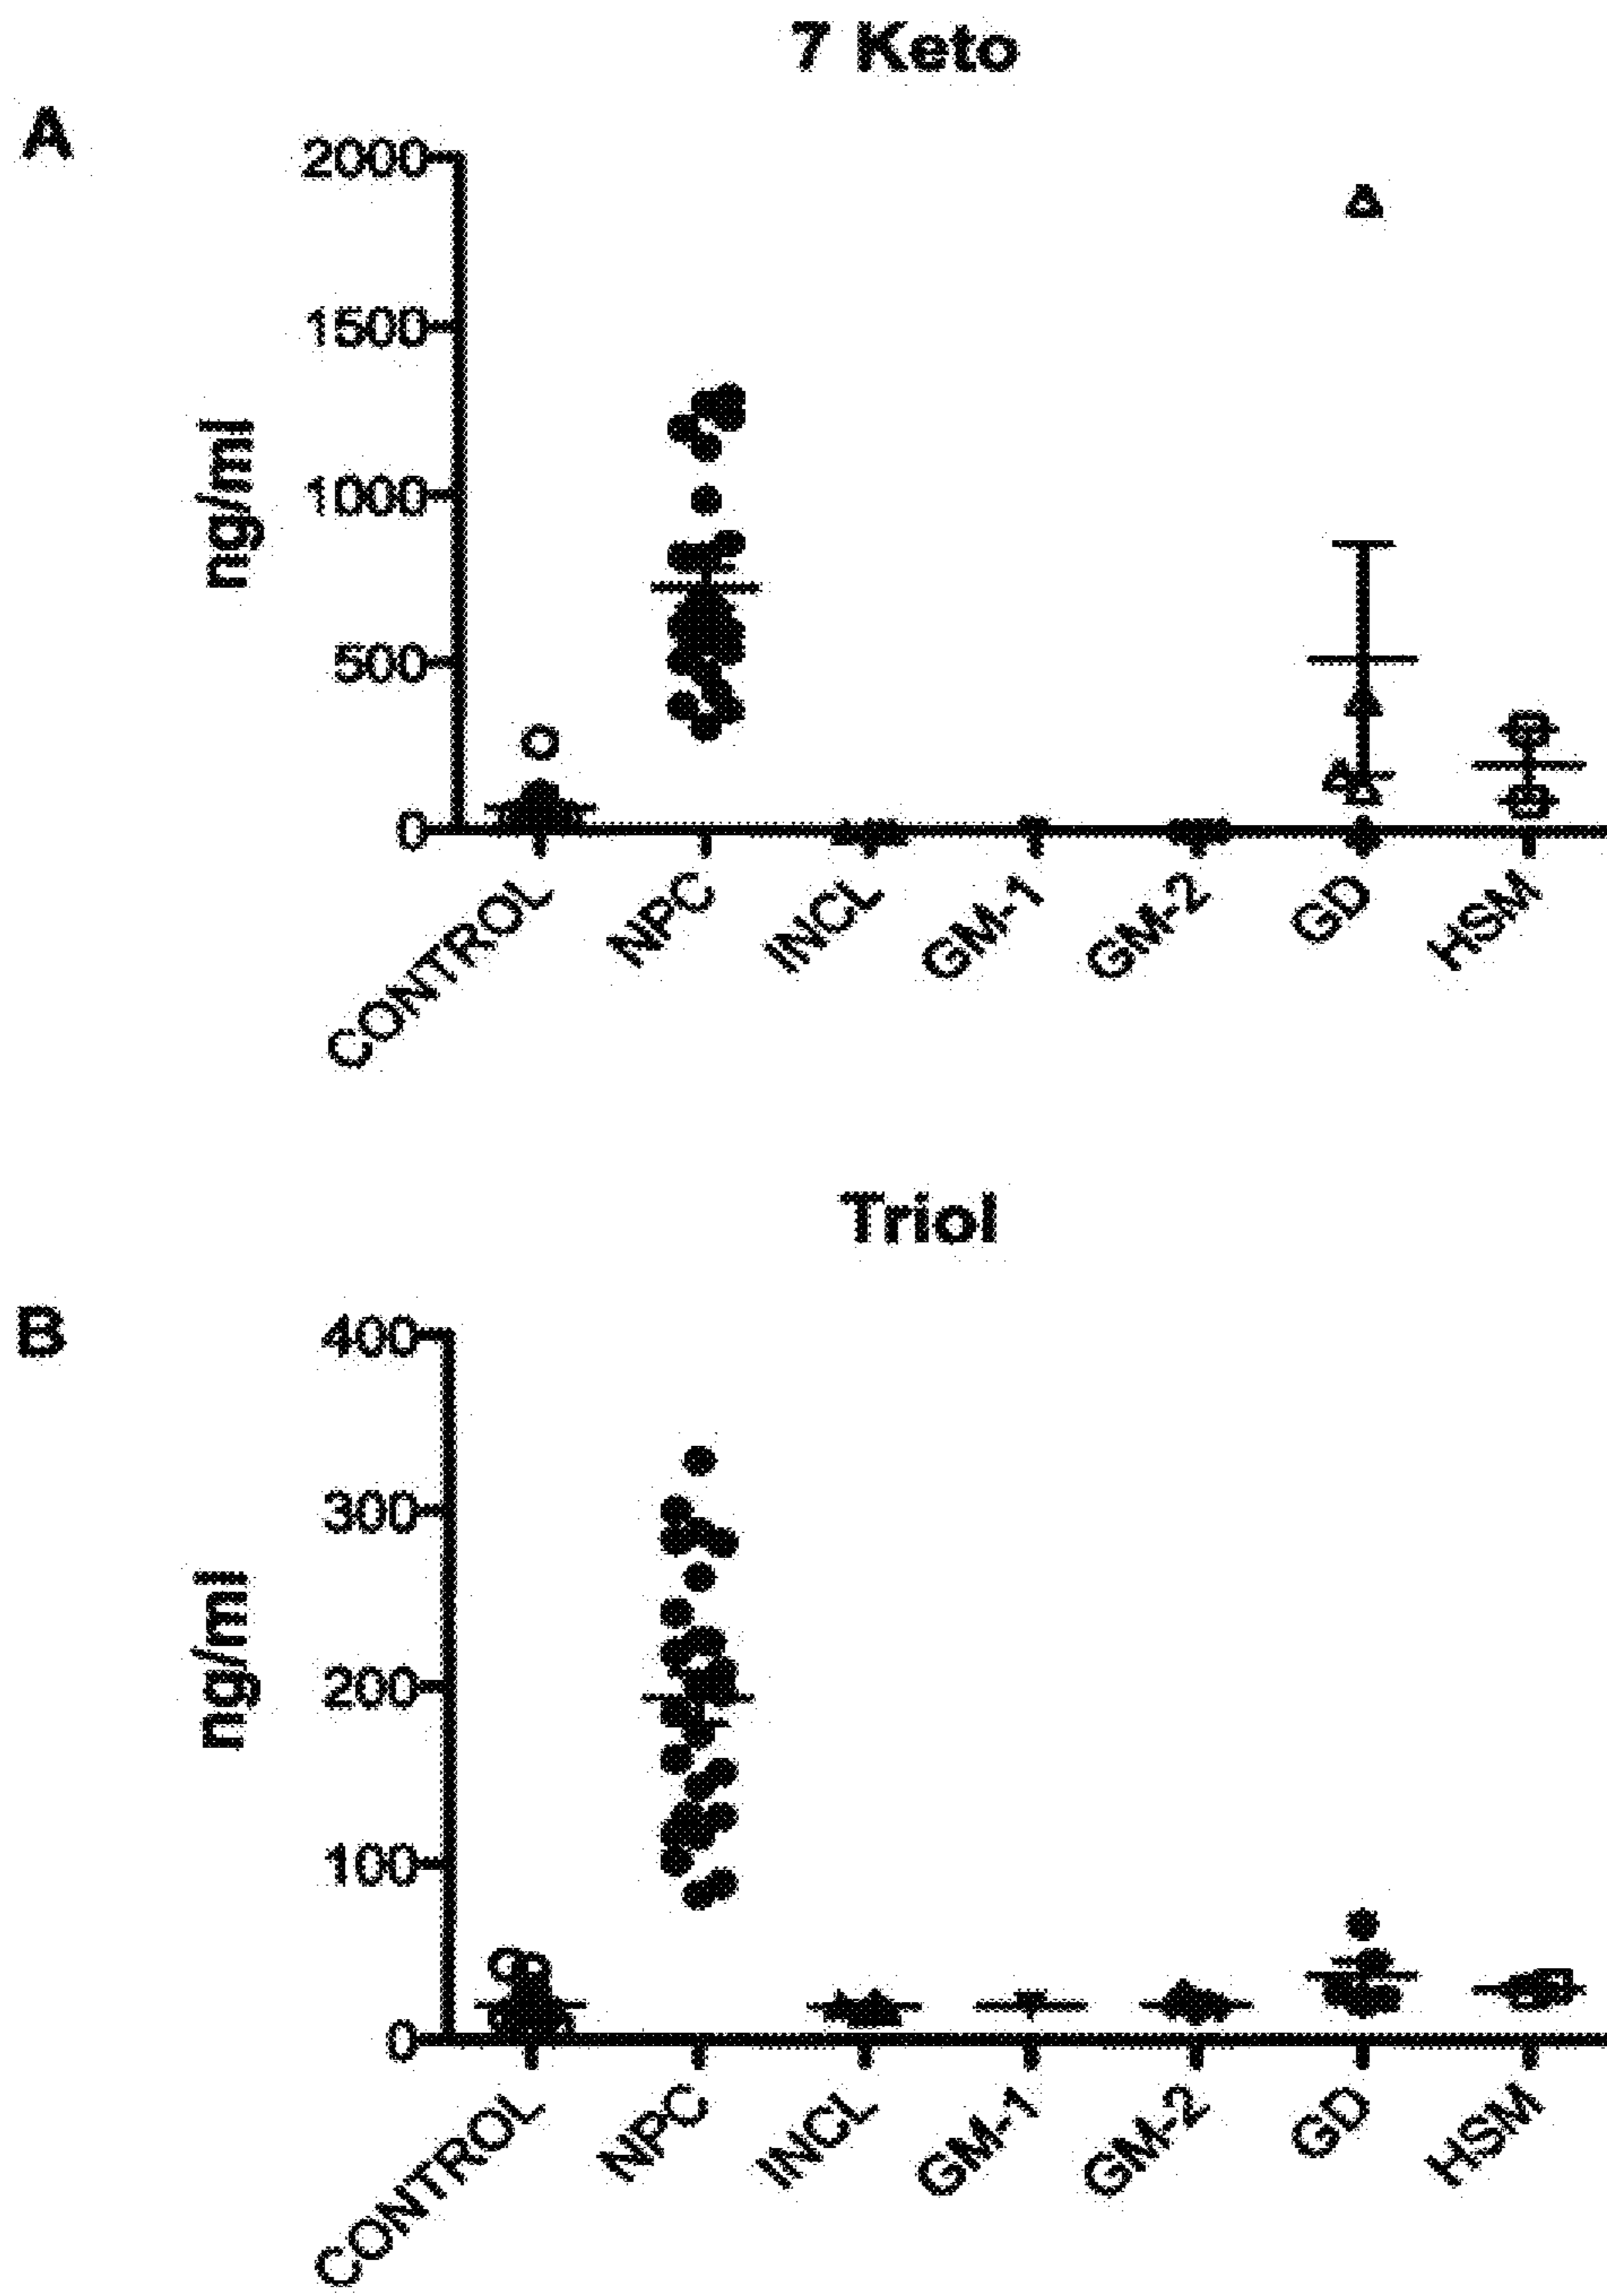 7 Keto
A
2000
1500
1000
500
0
ng/ml
CONTROL
NPC
INCL
GM-1
GM-2
GD
HSM
Triol
B
400
300
200
100
0
ng/ml
CONTROL
NPC
INCL
GM-1
GM-2
GD
HSM